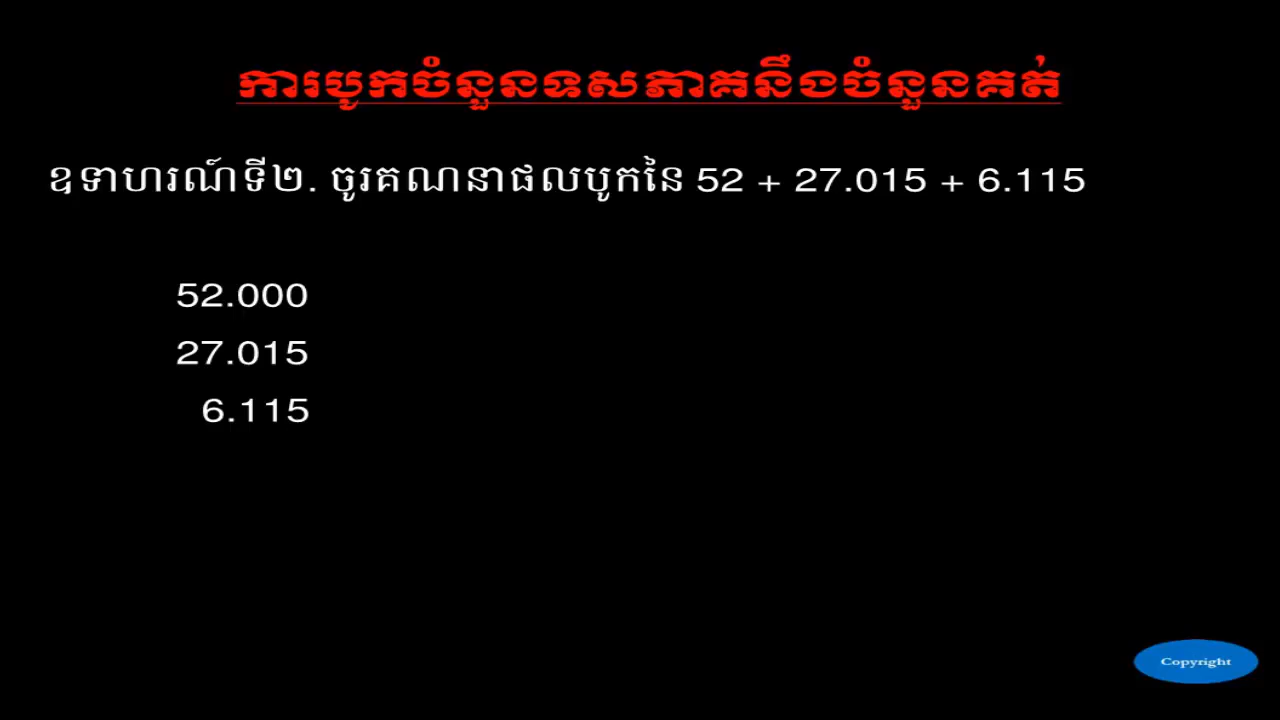 ការបូកចំនួនទសភាគនឹងចំនួនគត់
ឧទាហរណ៍ទី២. ចូរគណនាផលបូកនៃ 52 + 27.015 + 6.115
52.000
27.015
6.115
Copyright